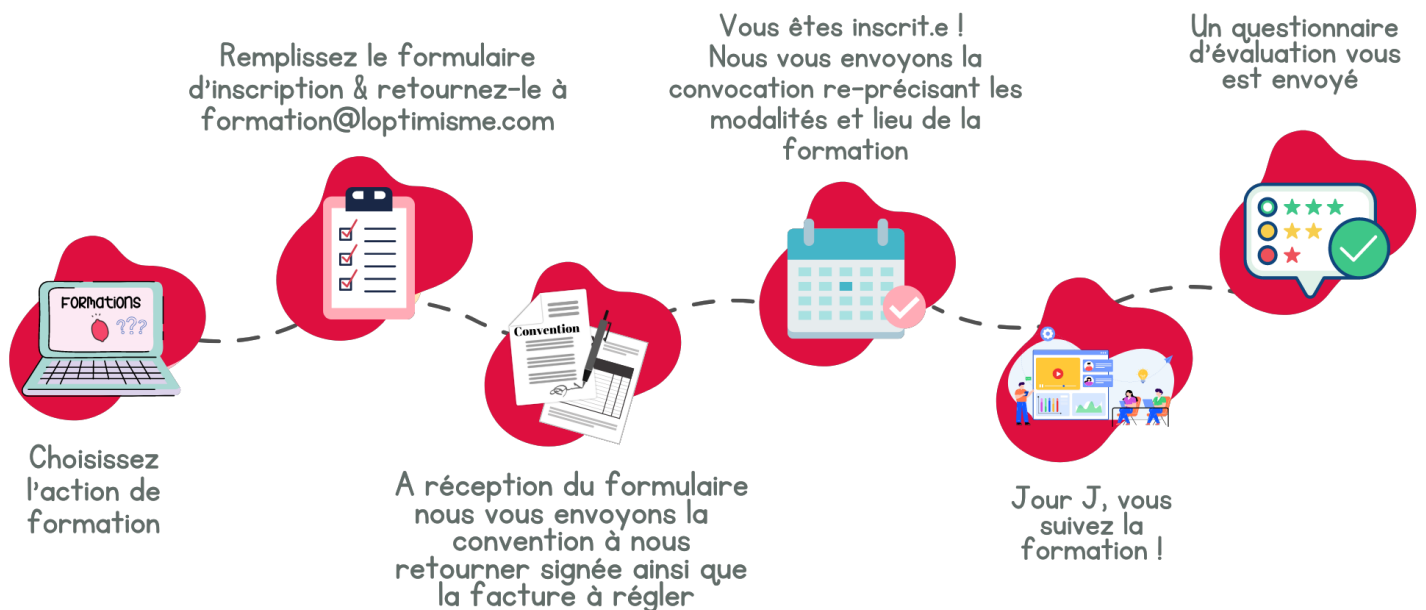 FORMATIONS
???
Choisissez
l'action de
formation
Remplissez le formulaire
d'inscription & retournez-le à
formation@loptimisme.com
Convention
A réception du formulaire
nous vous envoyons la
convention à nous
retourner signée ainsi que
la facture à régler
Vous êtes inscrit.e !
Nous vous envoyons la
convocation re-précisant les
modalités et lieu de la
formation
Jour J, vous
suivez la
formation !
Un questionnaire
d'évaluation vous
est envoyé